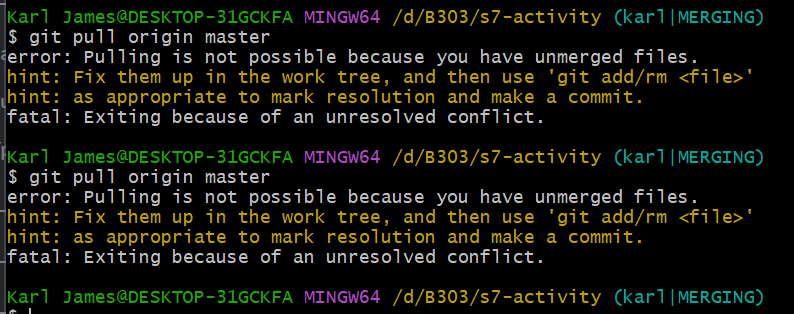 Karl James@DESKTOP-31GCKFA MINGW64 /d/B303/s7-activity (karl|MERGING)
$ git pull origin master
error: Pulling is not possible because you have unmerged files.
hint: Fix them up in the work tree, and then use 'git add/rm <file>'
hint: as appropriate to mark resolution and make a commit.
fatal: Exiting because of an unresolved conflict.
Karl James@DESKTOP-31GCKFA MINGW64 /d/B303/s7-activity (karl|MERGING)
$ git pull origin master
error: Pulling is not possible because you have unmerged files.
hint: Fix them up in the work tree, and then use 'git add/rm <file>'
hint: as appropriate to mark resolution and make a commit.
fatal: Exiting because of an unresolved conflict.
Karl James@DESKTOP-31GCKFA MINGW64 /d/B303/s7-activity (karl|MERGING)
$